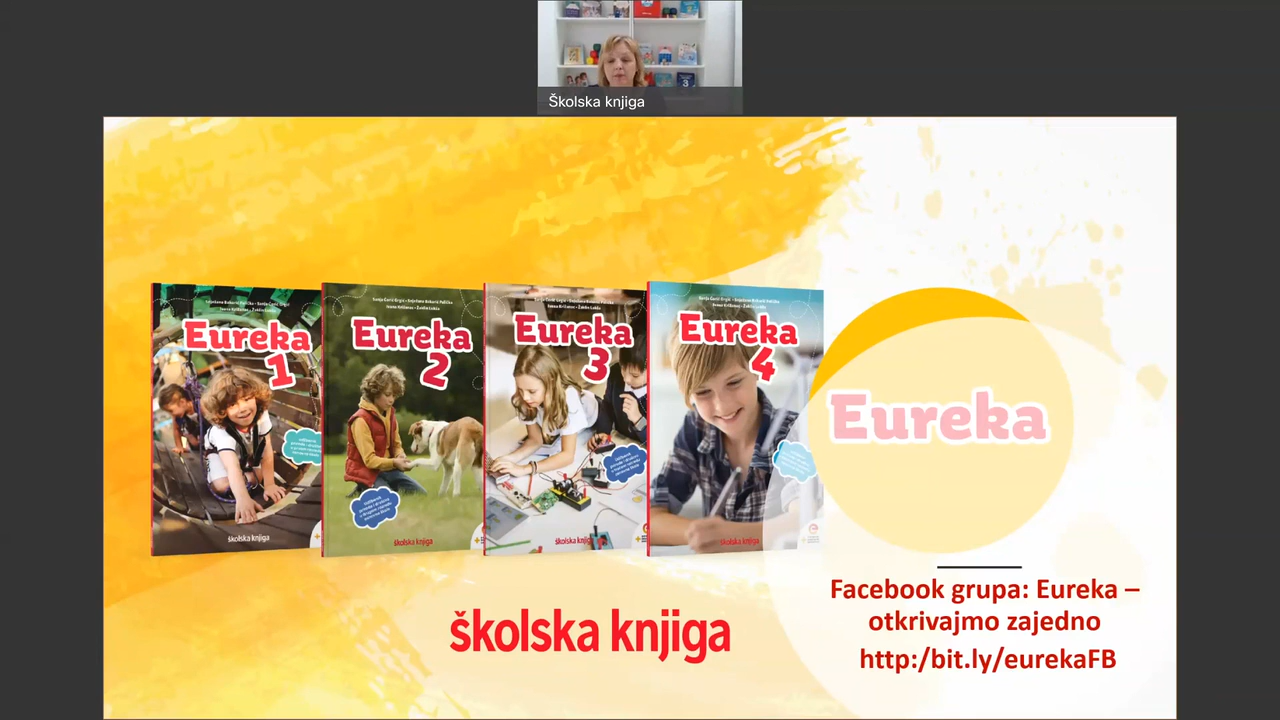 Školska knjiga
Eureka
1
školska knjiga
Eureka
2
školska knjiga
Eureka
3
školska knjiga
Eureka
4
školska knjiga
Eureka
školska knjiga
Facebook grupa: Eureka –
otkrivajmo zajedno
http:/bit.ly/eurekaFB